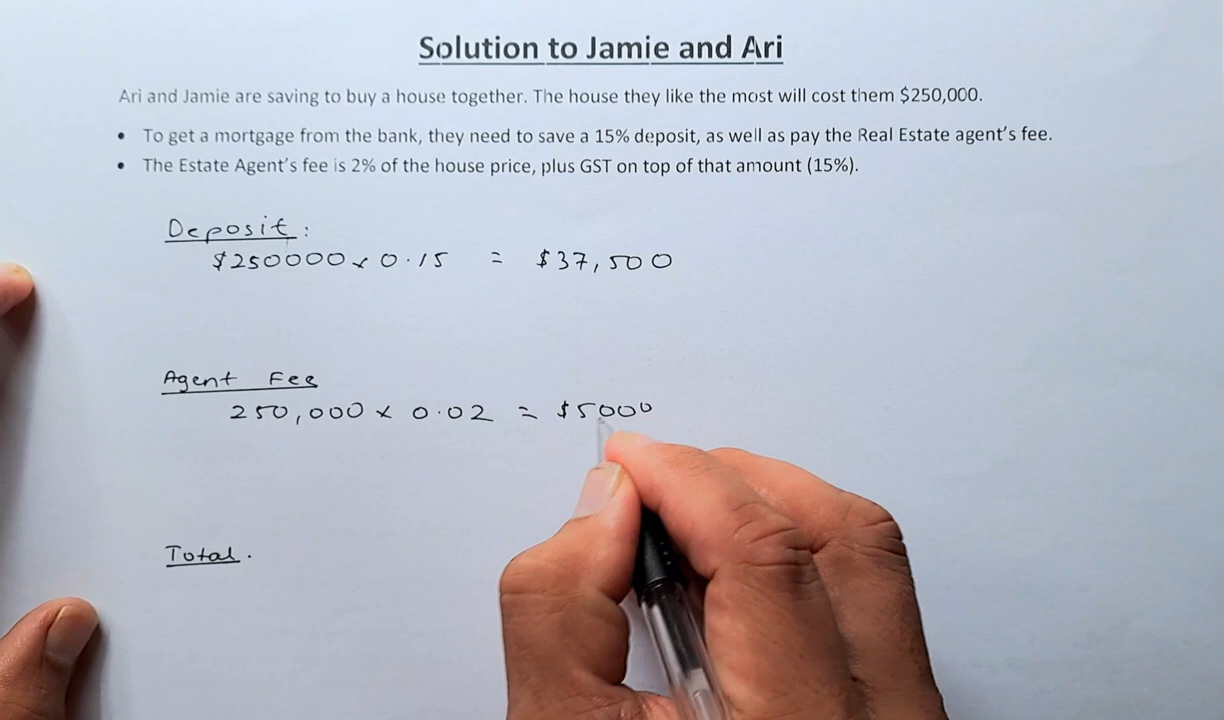 Solution to Jamie and Ari
Ari and Jamie are saving to buy a house together. The house they like the most will cost them $250,000.
• To get a mortgage from the bank, they need to save a 15% deposit, as well as pay the Real Estate agent's fee.
• The Estate Agent's fee is 2% of the house price, plus GST on top of that amount (15%).
Deposit:
$250000 x 0.15 = $37,500
Agent Fee
250,000 x 0.02 = $5000
Total.